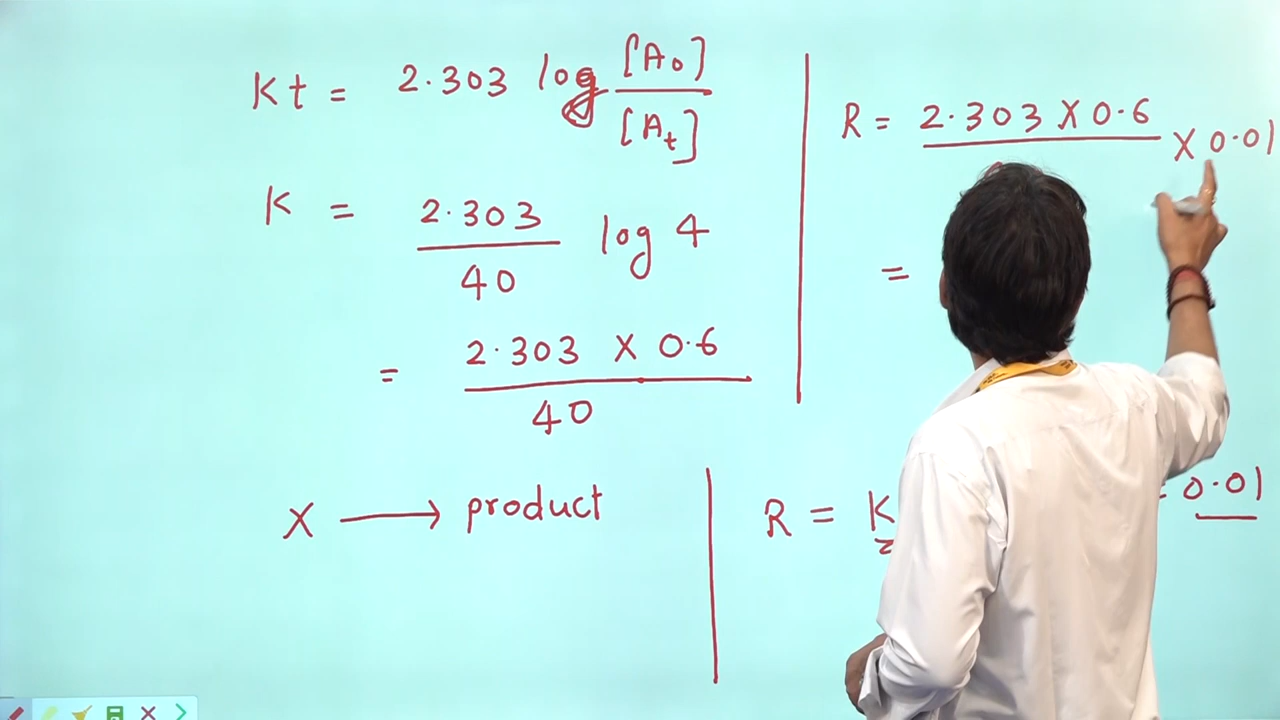 Kt = 2.303 log [A0]
[At]
K = 2.303 log 4
40
= 2.303 X 0.6
40
X ⟶ product
R = 2.303 X 0.6 X 0.01
=
R = K
= 0.01